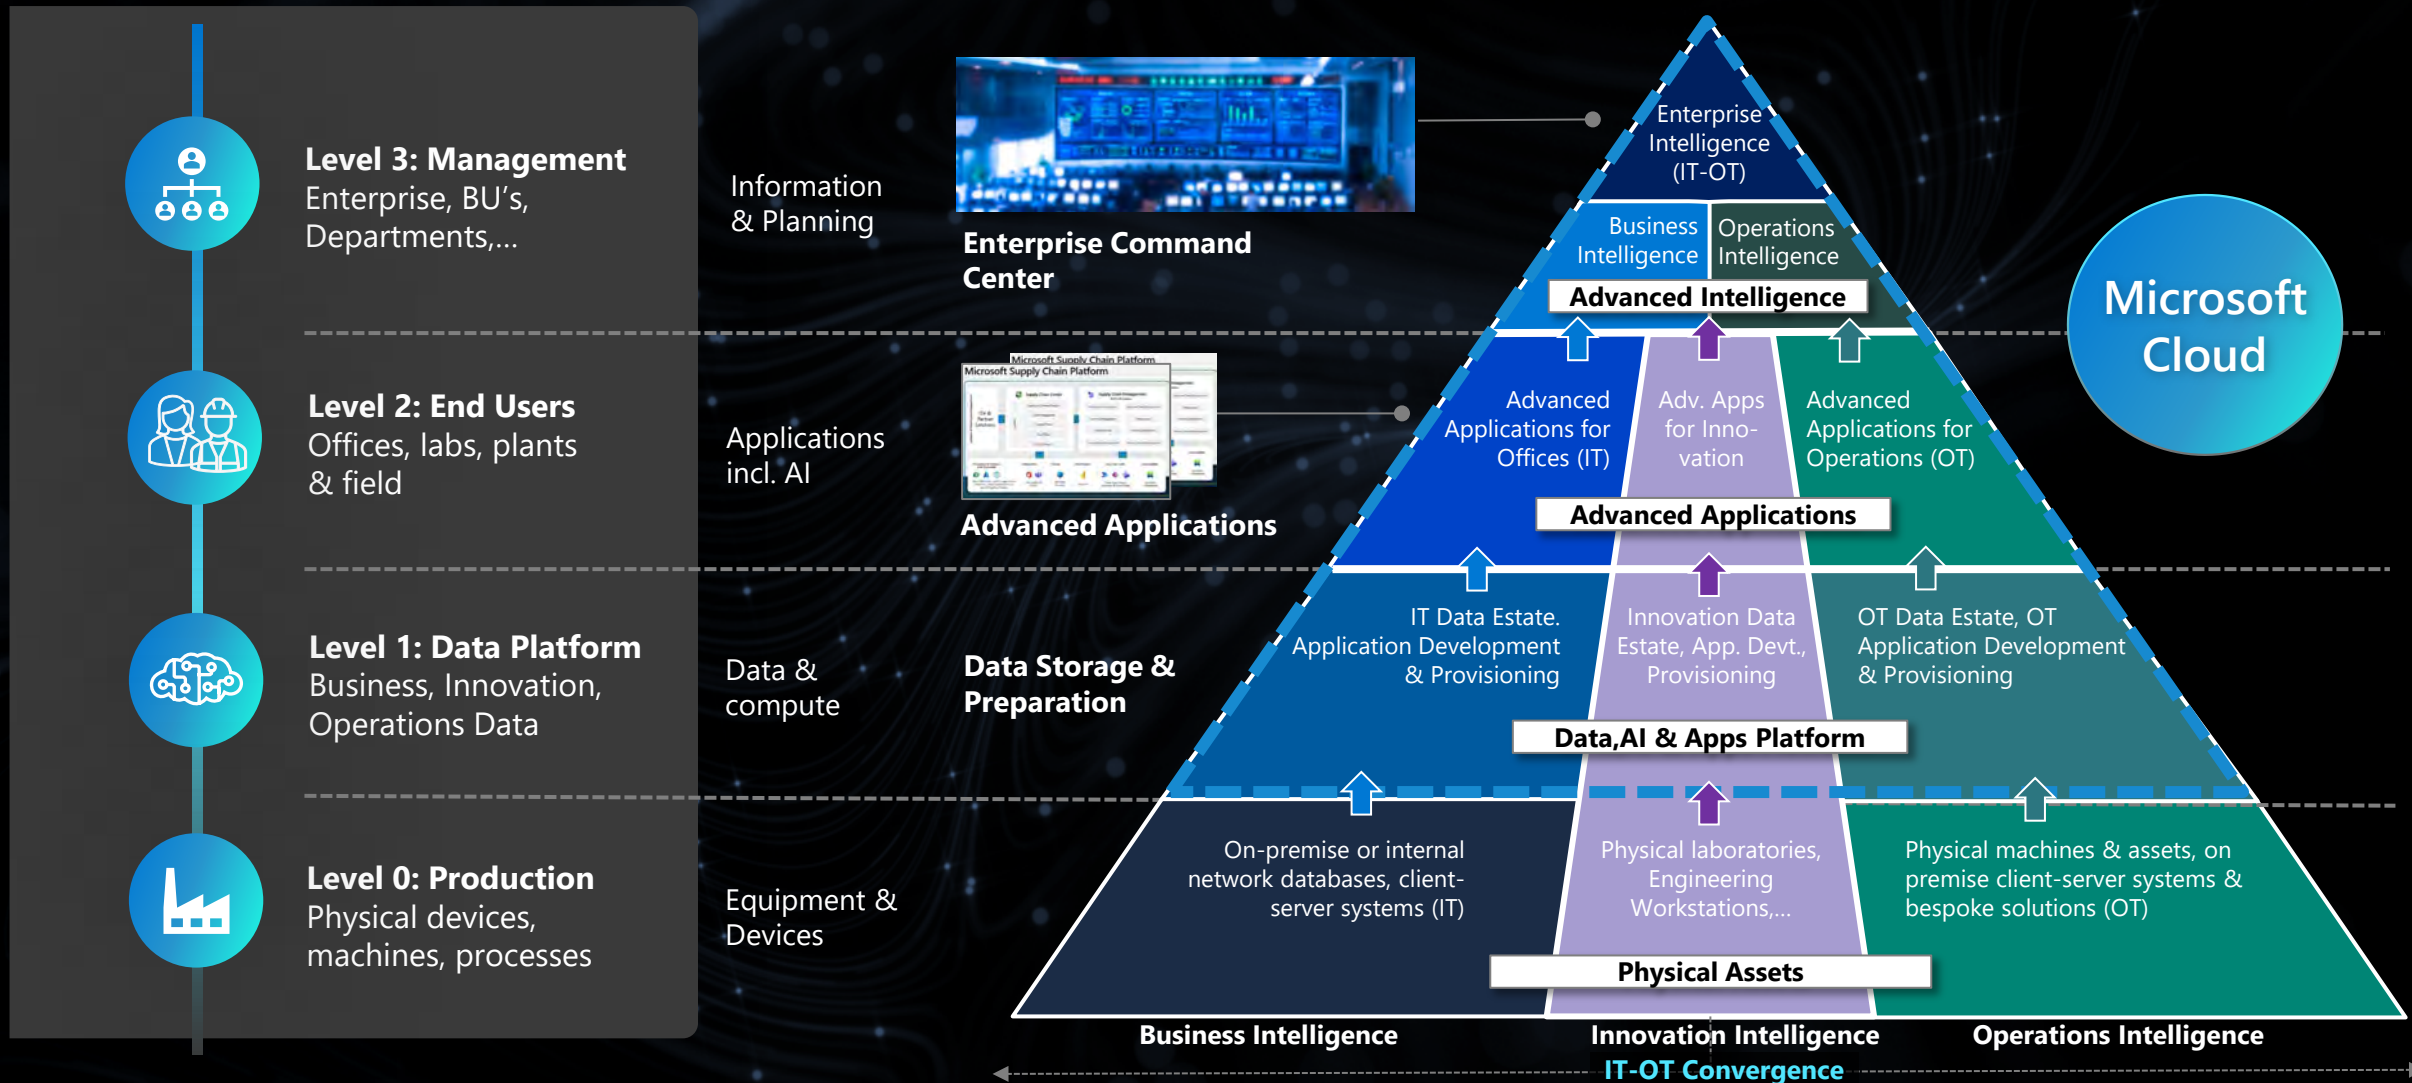 Level 3: Management
Enterprise, BU's,
Departments,...
Level 2: End Users
Offices, labs, plants
& field
Level 1: Data Platform
Business, Innovation,
Operations Data
Level 0: Production
Physical devices,
machines, processes
Information
& Planning
Applications
incl. AI
Data &
compute
Equipment &
Devices
Enterprise Command
Center
Microsoft Supply Chain Platform
Microsoft Supply Chain Platform
Advanced Applications
Data Storage &
Preparation
Enterprise
Intelligence
(IT-OT)
Business
Intelligence
Operations
Intelligence
Advanced Intelligence
Advanced
Applications for
Offices (IT)
Adv. Apps
for Inno-
vation
Advanced
Applications for
Operations (OT)
Advanced Applications
IT Data Estate.
Application Development
& Provisioning
Innovation Data
Estate, App. Devt.,
Provisioning
OT Data Estate, OT
Application Development
& Provisioning
Data,AI & Apps Platform
On-premise or internal
network databases, client-
server systems (IT)
Physical laboratories,
Engineering
Workstations,...
Physical machines & assets, on
premise client-server systems &
bespoke solutions (OT)
Physical Assets
Business Intelligence
Innovation Intelligence
Operations Intelligence
IT-OT Convergence
Microsoft
Cloud